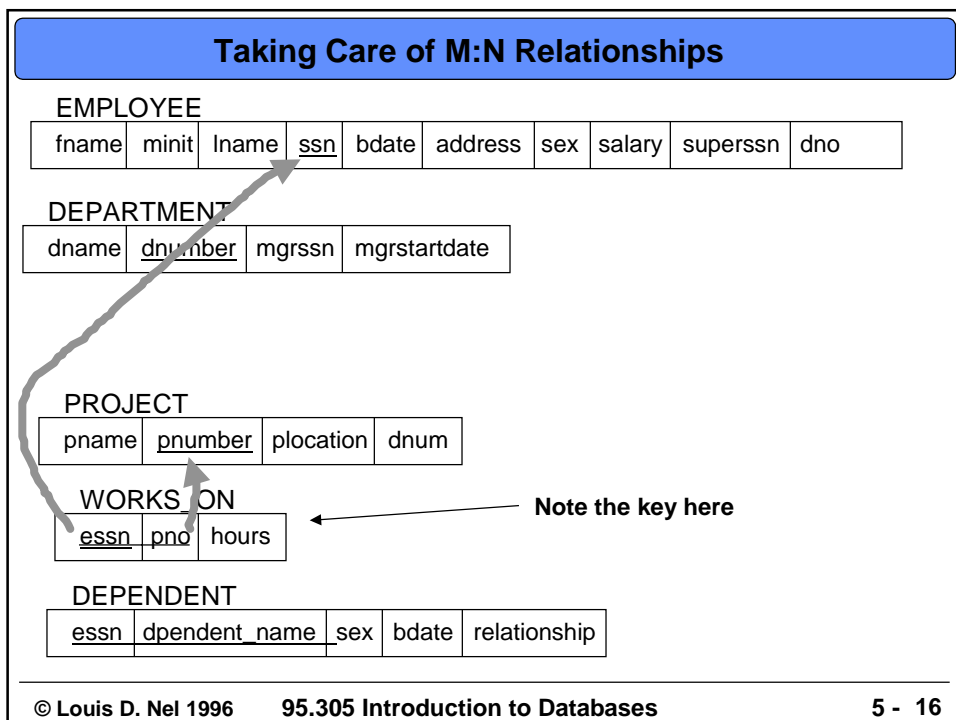 Taking Care of M:N Relationships
EMPLOYEE
fname minit lname ssn bdate address sex salary superssn dno
DEPARTMENT
dname dnumber mgrssn mgrstartdate
PROJECT
pname pnumber plocation dnum
WORKS_ON
essn pno hours
Note the key here
DEPENDENT
essn dpendent_name sex bdate relationship
© Louis D. Nel 1996 95.305 Introduction to Databases 5 - 16